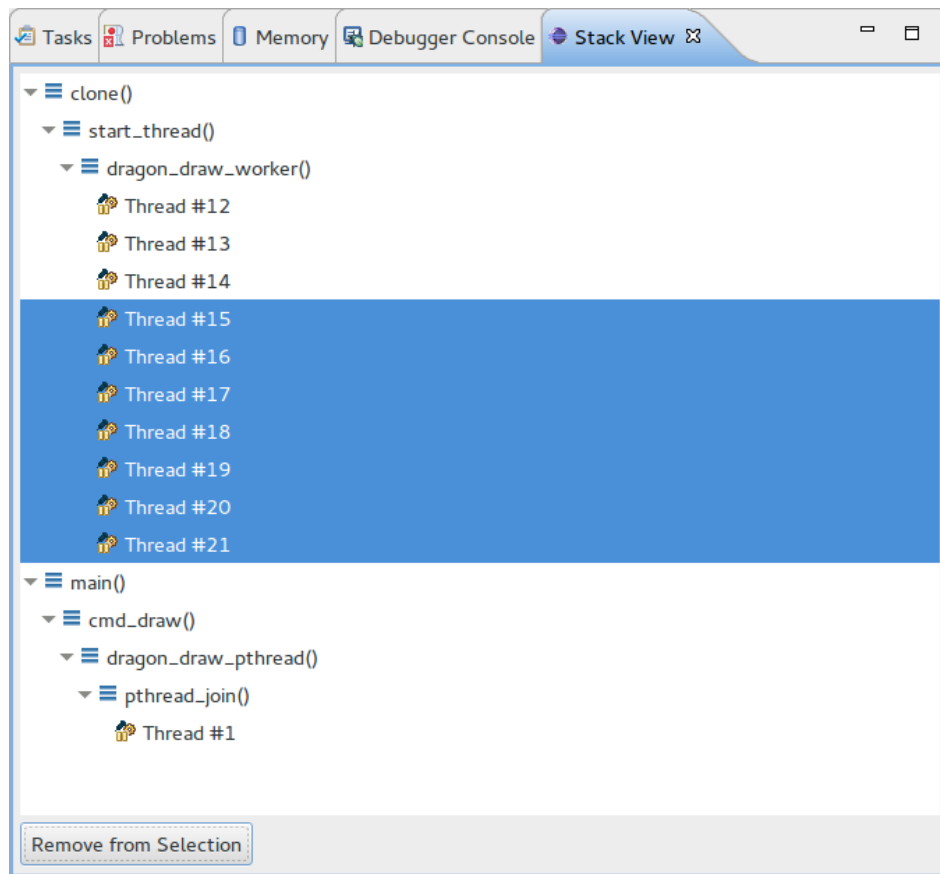 Tasks Problems Memory Debugger Console Stack View
clone()
start_thread()
dragon_draw_worker()
Thread #12
Thread #13
Thread #14
Thread #15
Thread #16
Thread #17
Thread #18
Thread #19
Thread #20
Thread #21
main()
cmd_draw()
dragon_draw_pthread()
pthread_join()
Thread #1
Remove from Selection